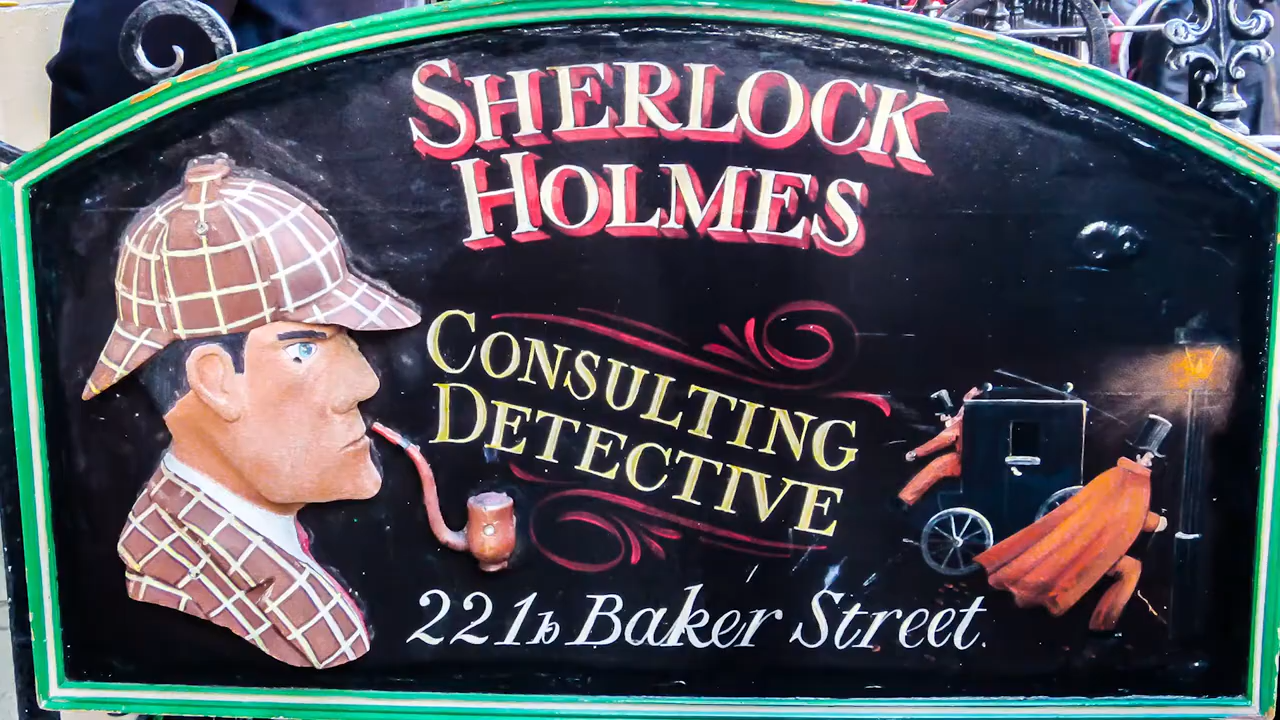 SHERLOCK
HOLMES
CONSULTING
DETECTIVE
221b Baker Street